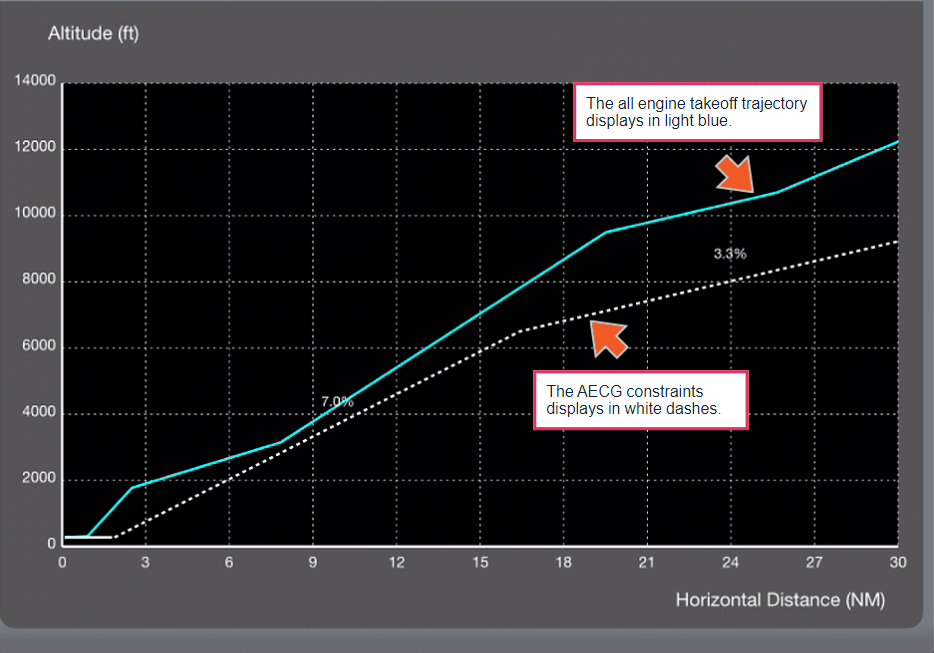 Altitude (ft)
14000
The all engine takeoff trajectory
displays in light blue.
12000
10000
3.3%
8000
6000
The AECG constraints
displays in white dashes.
7.0%
4000
2000
0
0 3 6 9 12 15 18 21 24 27 30
Horizontal Distance (NM)